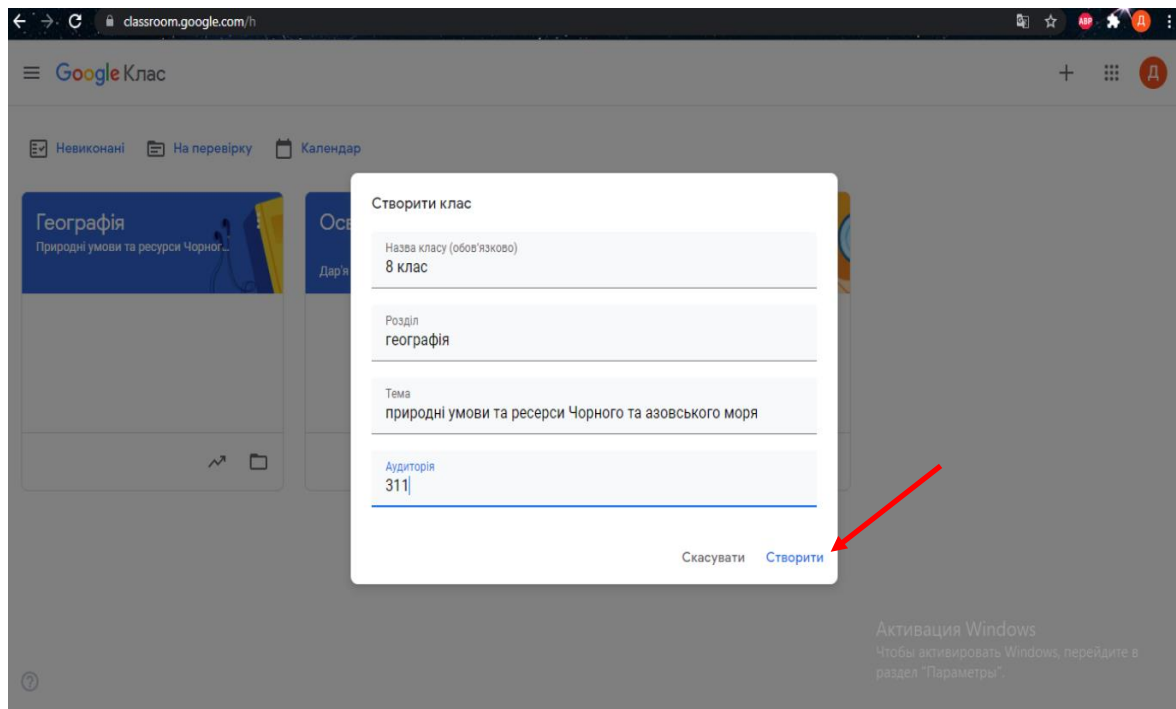 classroom.google.com/h
ABP
Д
Google Клас
Д
Невиконані
На перевірку
Календар
Географія
Природні умови та ресурси Чорног...
Осв
Дар'я
Створити клас
Назва класу (обов'язково)
8 клас
Розділ
географія
Тема
природні умови та ресерси Чорного та азовського моря
Аудиторія
311
Скасувати
Створити
Активация Windows
Чтобы активировать Windows, перейдите в
раздел "Параметры".